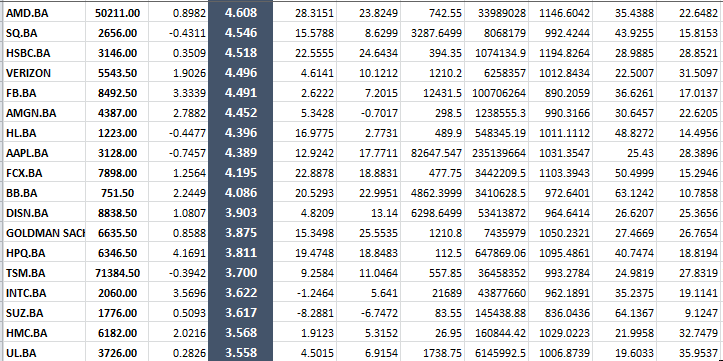 AMD.BA 50211.00 0.8982 4.608 28.3151 23.8249 742.55 33989028 1146.6042 35.4388 22.6482
SQ.BA 2656.00 -0.4311 4.546 15.5788 8.6299 3287.6499 8068179 992.4244 43.9255 15.8153
HSBC.BA 3146.00 0.3509 4.518 22.5555 24.6434 394.35 1074134.9 1194.8264 28.9885 28.8521
VERIZON 5543.50 1.9026 4.496 4.6141 10.1212 1210.2 6258357 1012.8434 22.5007 31.5097
FB.BA 8492.50 3.3339 4.491 2.6222 7.2015 12431.5 100706264 890.2059 36.6261 17.0137
AMGN.BA 4387.00 2.7882 4.452 5.3428 -0.7017 298.5 1238555.3 990.3166 30.6457 22.6205
HL.BA 1223.00 -0.4477 4.396 16.9775 2.7731 489.9 548345.19 1011.1112 48.8272 14.4956
AAPL.BA 3128.00 -0.7457 4.389 12.9242 17.7711 82647.547 235139664 1031.3547 25.43 28.3896
FCX.BA 7898.00 1.2564 4.195 22.8878 18.8831 477.75 3442209.5 1103.3943 50.4999 15.2946
BB.BA 751.50 2.2449 4.086 20.5293 22.9951 4862.3999 3410628.5 972.6401 63.1242 10.7858
DISN.BA 8838.50 1.0807 3.903 4.8209 13.14 6298.6499 53413872 964.6414 26.6207 25.3656
GOLDMAN SACH 6635.50 0.8588 3.875 15.3498 25.5535 1210.8 7435979 1050.2321 27.4669 26.7654
HPQ.BA 6346.50 4.1691 3.811 19.4748 18.8483 112.5 647869.06 1095.4861 40.7474 18.8194
TSM.BA 71384.50 -0.3942 3.700 9.2584 11.0464 557.85 36458352 993.2784 24.9819 27.8319
INTC.BA 2060.00 3.5696 3.622 -1.2464 5.641 21689 43877660 962.1891 35.2375 19.1141
SUZ.BA 1776.00 0.5093 3.617 -8.2881 -6.7472 83.55 145438.88 836.0436 64.1367 9.1247
HMC.BA 6182.00 2.0216 3.568 1.9123 5.3152 26.95 160844.42 1029.0223 21.9958 32.7479
UL.BA 3726.00 0.2826 3.558 4.5015 6.9154 1738.75 6145992.5 1006.8739 19.6033 35.9537